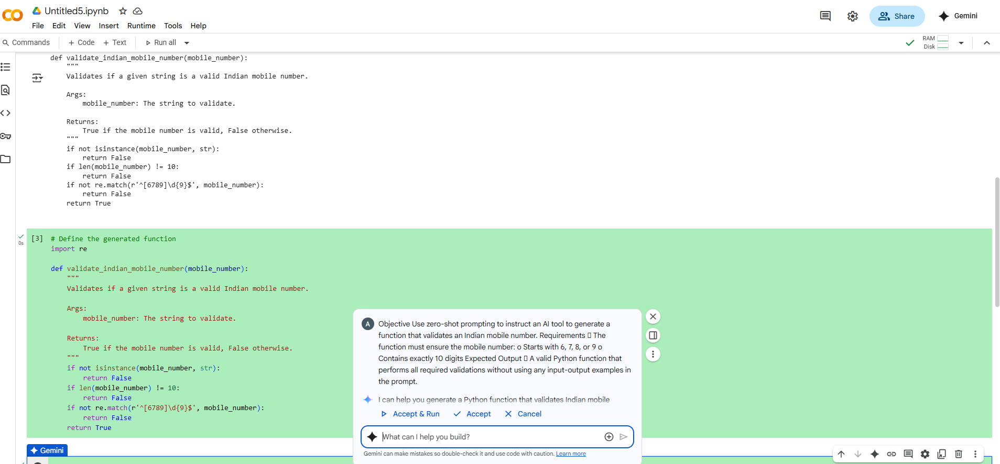 CO Untitled5.ipynb
File Edit View Insert Runtime Tools Help
Share
Gemini
Commands + Code + Text Run all
RAM
Disk
def validate_indian_mobile_number(mobile_number):
    """
    Validates if a given string is a valid Indian mobile number.
    Args:
        mobile_number: The string to validate.
    Returns:
        True if the mobile number is valid, False otherwise.
    """
    if not isinstance(mobile_number, str):
        return False
    if len(mobile_number) != 10:
        return False
    if not re.match(r'^[6789]\d{9}$', mobile_number):
        return False
    return True
0s
[3] # Define the generated function
import re
def validate_indian_mobile_number(mobile_number):
    """
    Validates if a given string is a valid Indian mobile number.
    Args:
        mobile_number: The string to validate.
    Returns:
        True if the mobile number is valid, False otherwise.
    """
    if not isinstance(mobile_number, str):
        return False
    if len(mobile_number) != 10:
        return False
    if not re.match(r'^[6789]\d{9}$', mobile_number):
        return False
    return True
Gemini
A
Objective Use zero-shot prompting to instruct an AI tool to generate a
function that validates an Indian mobile number. Requirements ▯ The
function must ensure the mobile number: o Starts with 6, 7, 8, or 9 o
Contains exactly 10 digits Expected Output ▯ A valid Python function that
performs all required validations without using any input-output examples in
the prompt.
I can help you generate a Python function that validates Indian mobile
Accept & Run Accept Cancel
What can I help you build?
Gemini can make mistakes so double-check it and use code with caution. Learn more